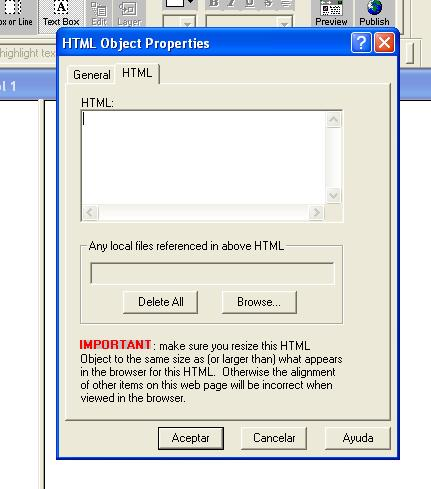 ox or Line Text Box Edit Layer Preview Publish
highlight tex
HTML Object Properties
ol 1
General HTML
HTML:
Any local files referenced in above HTML
Delete All Browse...
IMPORTANT : make sure you resize this HTML
Object to the same size as (or larger than) what appears
in the browser for this HTML. Otherwise the alignment
of other items on this web page will be incorrect when
viewed in the browser.
Aceptar Cancelar Ayuda